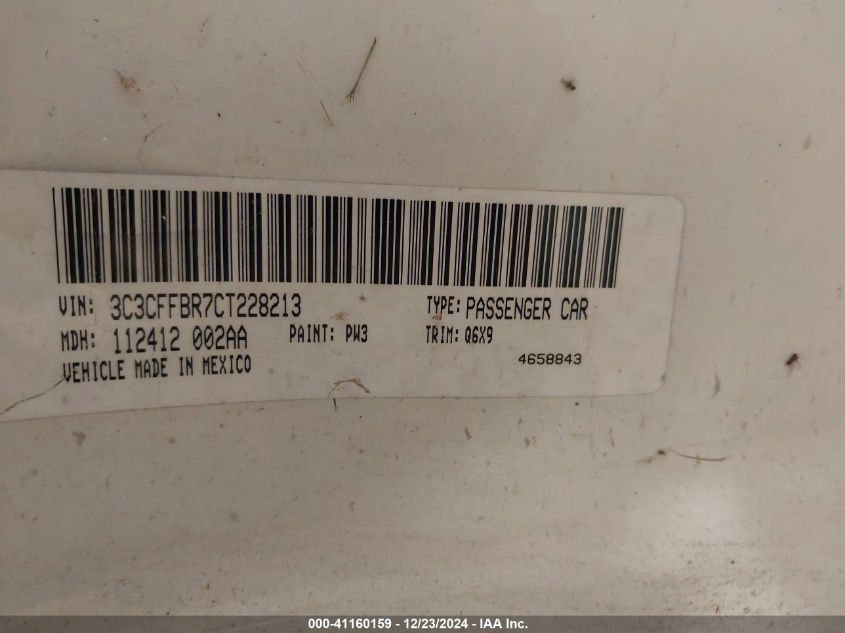 VIN: 3C3CFFBR7CT228213 TYPE: PASSENGER CAR
MDH: 112412 002AA PAINT: PW3 TRIM: Q6X9
VEHICLE MADE IN MEXICO 4658843
000-41160159 - 12/23/2024 - IAA Inc.